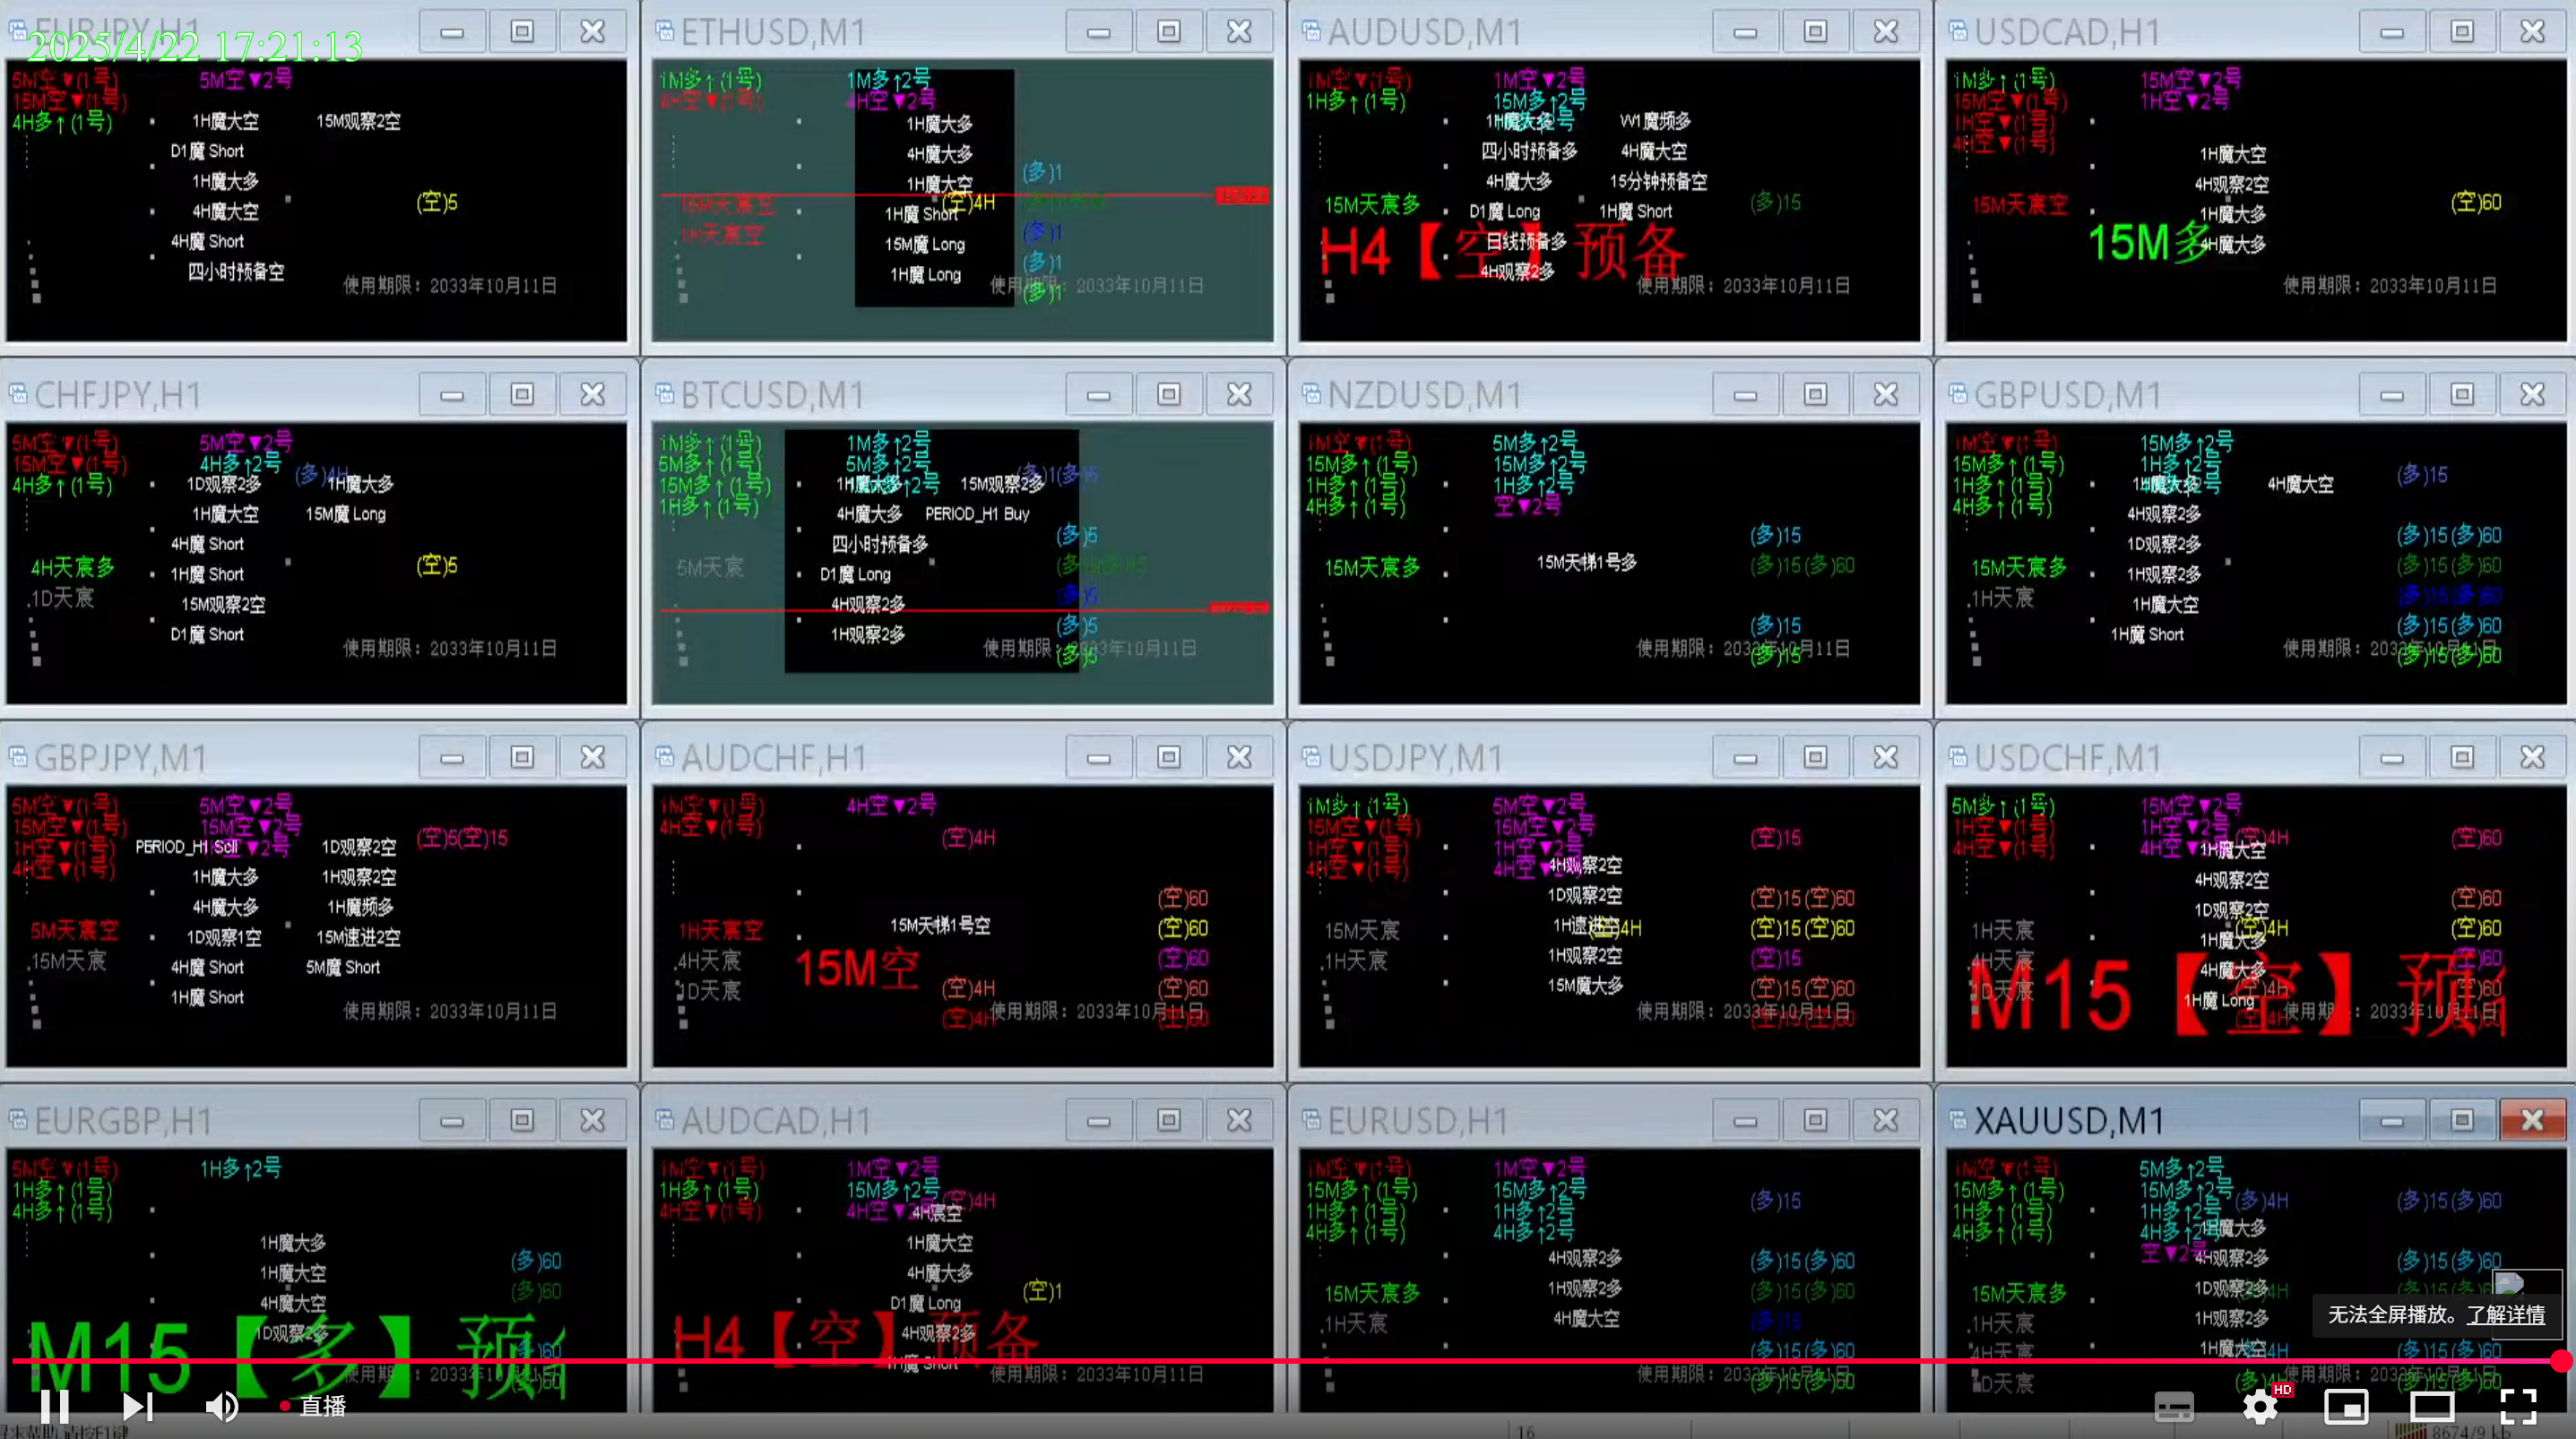 EURJPY,H1
2025/4/22 17:21:13
5M空▼(1号)
5M空▼2号
15M空▼(1号)
4H多↑(1号)
1H魔大空
15M观察2空
D1魔 Short
1H魔大多
4H魔大空
(空)5
4H魔 Short
四小时预备空
使用期限：2033年10月11日
ETHUSD,M1
1M多↑(1号)
1M多↑2号
4H空▼(1号)
4H空▼2号
1H魔大多
4H魔大多
(多)1
1H魔大空
15M天宸空
(空)4H
1H魔 Short
1H天宸空
(多)1
15M魔 Long
(多)1
1H魔 Long
使用期限：2033年10月11日
(多)1
AUDUSD,M1
1M空▼(1号)
1M空▼2号
1H多↑(1号)
15M多↑2号
1H魔大多
W1魔频多
四小时预备多
4H魔大空
4H魔大多
15分钟预备空
15M天宸多
(多)15
D1魔 Long
1H魔 Short
H4【空】预备
日线预备多
4H观察2多
使用期限：2033年10月11日
USDCAD,H1
1M多↑(1号)
15M空▼2号
15M空▼(1号)
1H空▼2号
1H空▼(1号)
4H空▼(1号)
1H魔大空
4H观察2空
15M天宸空
(空)60
1H魔大多
15M多
4H魔大多
使用期限：2033年10月11日
CHFJPY,H1
5M空▼(1号)
5M空▼2号
15M空▼(1号)
4H多↑2号
(多)4H
4H多↑(1号)
1D观察2多
1H魔大多
1H魔大空
15M魔 Long
4H魔 Short
4H天宸多
(空)5
1H魔 Short
1D天宸
15M观察2空
D1魔 Short
使用期限：2033年10月11日
BTCUSD,M1
1M多↑(1号)
1M多↑2号
5M多↑(1号)
5M多↑2号
(多)1(多)5
15M多↑(1号)
1H魔大多
15M观察2多
1H多↑(1号)
4H魔大多
PERIOD_H1 Buy
(多)5
四小时预备多
5M天宸
D1魔 Long
(多)5
4H观察2多
(多)5
1H观察2多
使用期限：2033年10月11日
(多)5
NZDUSD,M1
1M空▼(1号)
5M多↑2号
15M多↑(1号)
15M多↑2号
1H多↑(1号)
1H多↑2号
4H多↑(1号)
空▼2号
(多)15
15M天宸多
15M天梯1号多
(多)15(多)60
(多)15
使用期限：2033年10月11日
(多)15
GBPUSD,M1
1M空▼(1号)
15M多↑2号
15M多↑(1号)
1H多↑2号
(多)15
1H多↑(1号)
1H魔大多
4H魔大空
4H多↑(1号)
4H观察2多
(多)15(多)60
1D观察2多
15M天宸多
(多)15(多)60
1H观察2多
1H天宸
(多)15(多)60
1H魔大空
(多)15(多)60
1H魔 Short
使用期限：2033年10月11日
(多)15(多)60
GBPJPY,M1
5M空▼(1号)
5M空▼2号
15M空▼(1号)
15M空▼2号
(空)5(空)15
1H空▼(1号)
PERIOD_H1 Sell
1H空▼2号
1D观察2空
4H空▼(1号)
1H魔大多
1H观察2空
4H魔大多
1H魔频多
5M天宸空
1D观察1空
15M速进2空
15M天宸
4H魔 Short
5M魔 Short
1H魔 Short
使用期限：2033年10月11日
AUDCHF,H1
1M空▼(1号)
4H空▼2号
4H空▼(1号)
(空)4H
(空)60
1H天宸空
15M天梯1号空
(空)60
4H天宸
15M空
(空)60
1D天宸
(空)4H
(空)60
(空)4H
使用期限：2033年10月11日
(空)60
USDJPY,M1
1M多↑(1号)
5M空▼2号
15M空▼(1号)
15M空▼2号
(空)15
1H空▼(1号)
1H空▼2号
4H空▼(1号)
4H空▼2号
4H观察2空
1D观察2空
(空)15(空)60
15M天宸
1H速进空
(空)4H
(空)15(空)60
1H天宸
1H观察2空
(空)15
15M魔大多
(空)15(空)60
使用期限：2033年10月11日
(空)15(空)60
USDCHF,M1
5M多↑(1号)
15M空▼2号
1H空▼(1号)
1H空▼2号
(空)4H
(空)60
4H空▼(1号)
4H空▼2号
1H魔大空
4H观察2空
(空)60
1D观察2空
1H天宸
(空)4H
(空)60
1H魔大多
4H天宸
(空)60
4H魔大多
M15【空】预
1D天宸
(空)4H
(空)60
1H魔 Long
(空)4H
使用期限：2033年10月11日
(空)60
EURGBP,H1
5M空▼(1号)
1H多↑2号
1H多↑(1号)
4H多↑(1号)
1H魔大多
(多)60
1H魔大空
(多)60
4H魔大空
M15【多】预
1D观察2多
(多)60
使用期限：2033年10月11日
(多)60
AUDCAD,H1
1M空▼(1号)
1M空▼2号
1H多↑(1号)
15M多↑2号
(空)4H
4H空▼(1号)
4H空▼2号
4H宸空
1H魔大空
4H魔大多
(空)1
D1魔 Long
H4【空】预备
4H观察2多
1H魔 Short
使用期限：2033年10月11日
EURUSD,H1
1M空▼(1号)
1M空▼2号
15M多↑(1号)
15M多↑2号
(多)15
1H多↑(1号)
1H多↑2号
4H多↑(1号)
4H多↑2号
4H观察2多
(多)15(多)60
15M天宸多
1H观察2多
(多)15(多)60
1H天宸
4H魔大空
(多)15
(多)15(多)60
使用期限：2033年10月11日
(多)15(多)60
XAUUSD,M1
1M空▼(1号)
5M多↑2号
15M多↑(1号)
15M多↑2号
(多)4H
(多)15(多)60
1H多↑(1号)
1H多↑2号
4H多↑(1号)
4H多↑2号
1H魔大多
空▼2号
4H观察2多
(多)15(多)60
15M天宸多
1D观察2多
无法全屏播放。了解详情
1H天宸
1H观察2多
4H天宸
1H魔大空
(多)15(多)60
1D天宸
使用期限：2033年10月11日
直播
HD
16
8674/9 kb